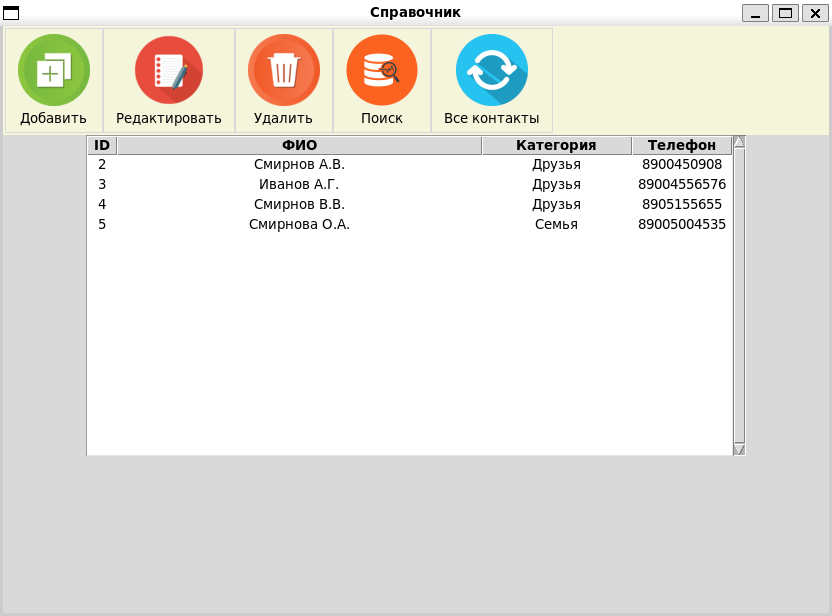 Справочник
Добавить Редактировать Удалить Поиск Все контакты
ID ФИО Категория Телефон
2 Смирнов А.В. Друзья 8900450908
3 Иванов А.Г. Друзья 89004556576
4 Смирнов В.В. Друзья 8905155655
5 Смирнова О.А. Семья 89005004535